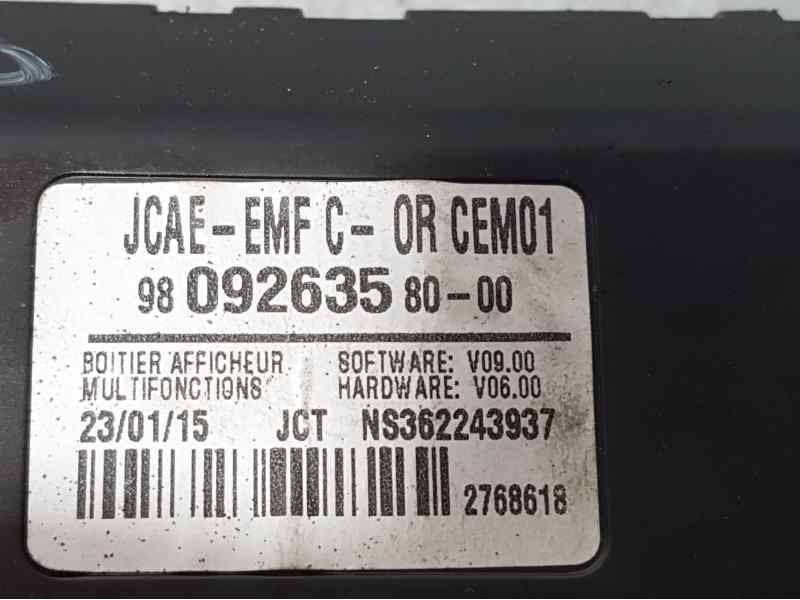 JCAE-EMF C- OR CEM01
98 092635 80-00
BOITIER AFFICHEUR SOFTWARE: V09.00
MULTIFONCTIONS HARDWARE: V06.00
23/01/15 JCT NS362243937
2768618